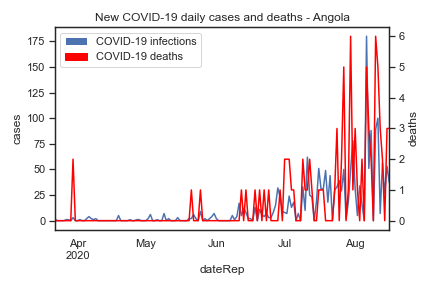 New COVID-19 daily cases and deaths - Angola
COVID-19 infections
COVID-19 deaths
175
150
125
100
75
50
25
0
cases
6
5
4
3
2
1
0
deaths
Apr May Jun Jul Aug
2020
dateRep